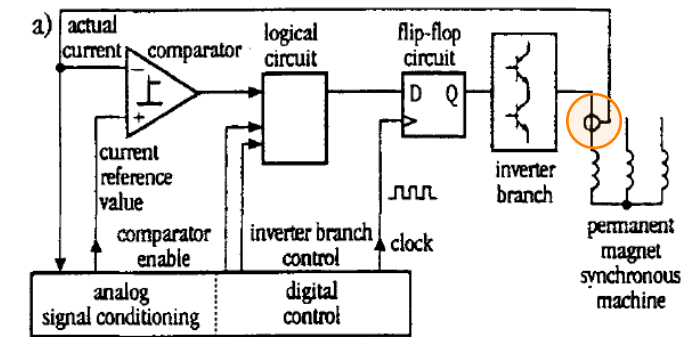 a) actual
current
comparator
logical
circuit
flip-flop
circuit
−
+
D Q
current
reference
value
inverter
branch
comparator
enable
inverter branch
control
clock
permanent
magnet
synchronous
machine
analog
signal conditioning
digital
control